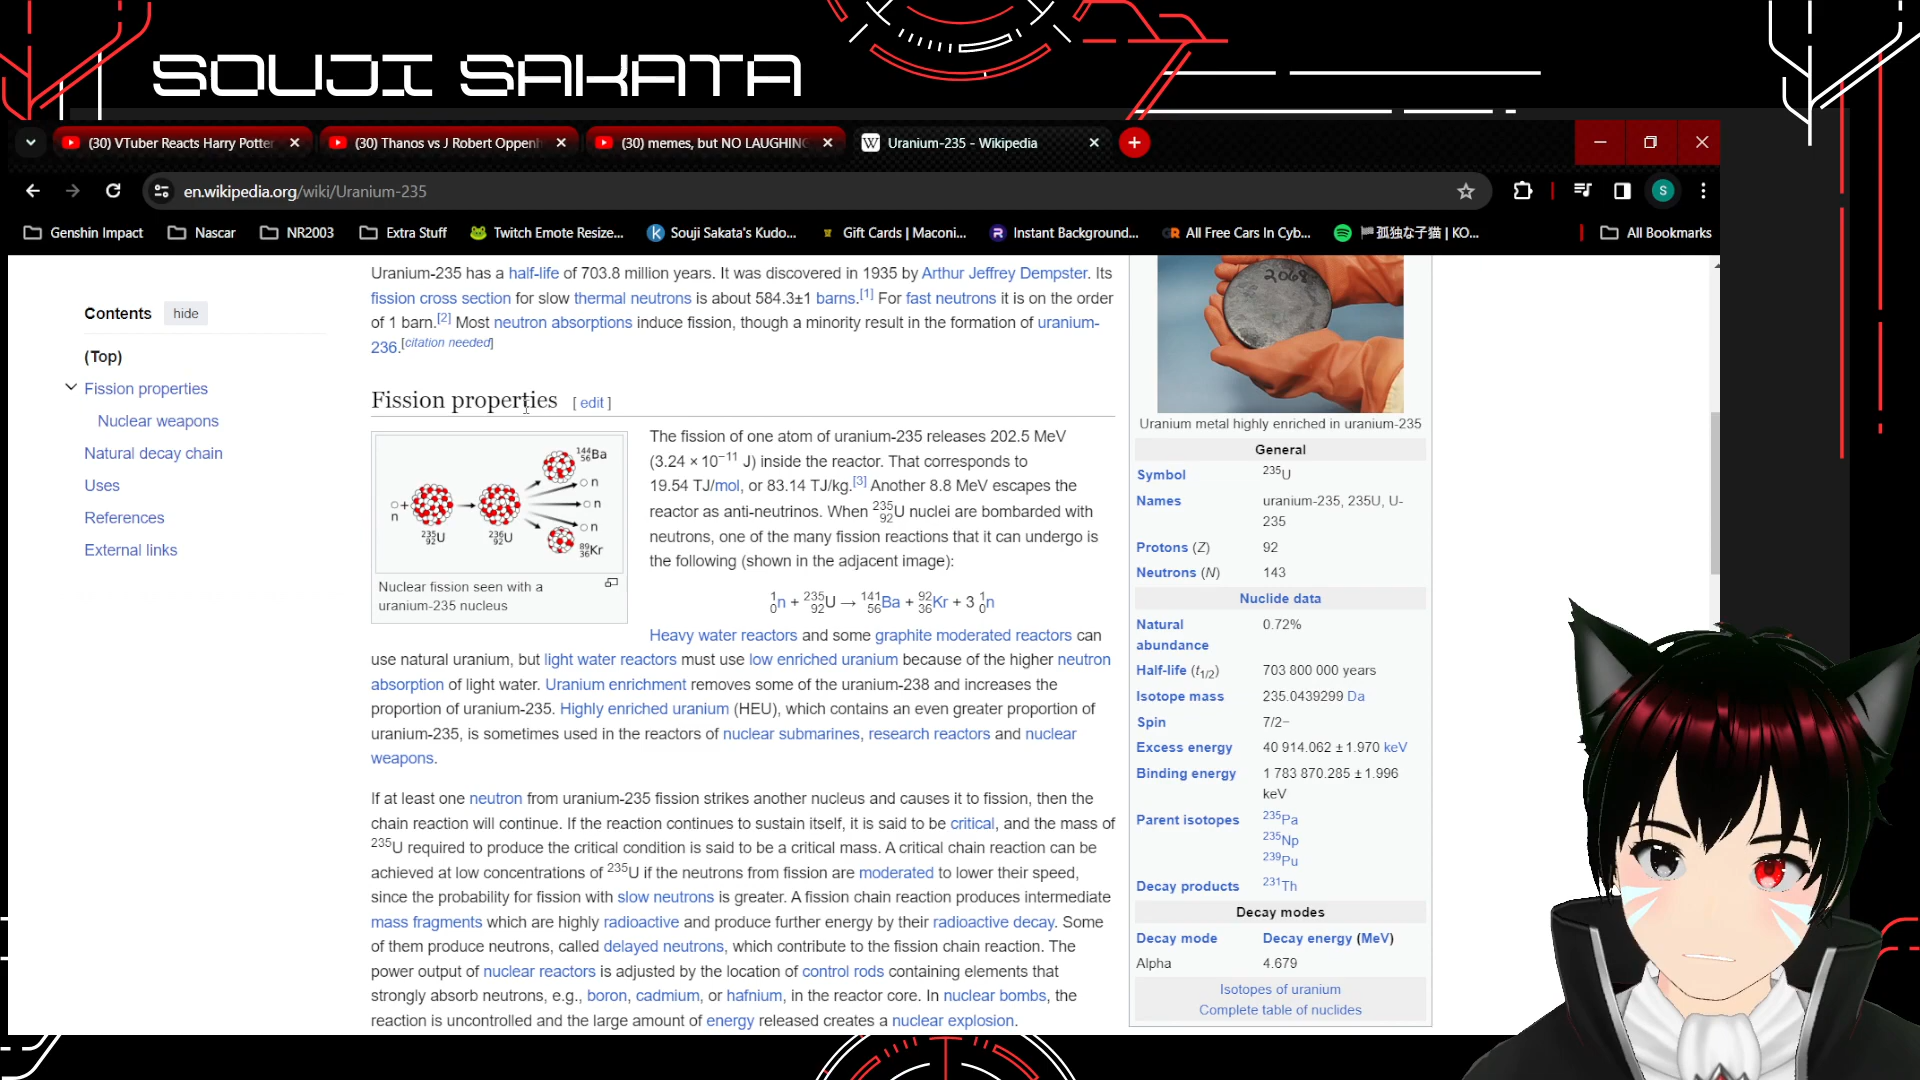 SOUJI SAKATA
(30) VTuber Reacts Harry Potter
(30) Thanos vs J Robert Oppenh
(30) memes, but NO LAUGHING
W Uranium-235 - Wikipedia
en.wikipedia.org/wiki/Uranium-235
S
Genshin Impact
Nascar
NR2003
Extra Stuff
Twitch Emote Resize...
Souji Sakata's Kudo...
Gift Cards | Maconi...
Instant Background...
All Free Cars In Cyb...
孤独な子猫 | KO...
All Bookmarks
Contents hide
(Top)
Fission properties
Nuclear weapons
Natural decay chain
Uses
References
External links
Uranium-235 has a half-life of 703.8 million years. It was discovered in 1935 by Arthur Jeffrey Dempster. Its
fission cross section for slow thermal neutrons is about 584.3±1 barns.[1] For fast neutrons it is on the order
of 1 barn.[2] Most neutron absorptions induce fission, though a minority result in the formation of uranium-
236.[citation needed]
Fission properties [ edit ]
n + 235 92 U → 236 92 U
144 56 Ba
n
n
n
89 36 Kr
Nuclear fission seen with a
uranium-235 nucleus
The fission of one atom of uranium-235 releases 202.5 MeV
(3.24 × 10−11 J) inside the reactor. That corresponds to
19.54 TJ/mol, or 83.14 TJ/kg.[3] Another 8.8 MeV escapes the
reactor as anti-neutrinos. When 235 92 U nuclei are bombarded with
neutrons, one of the many fission reactions that it can undergo is
the following (shown in the adjacent image):
1 0 n + 235 92 U → 141 56 Ba + 92 36 Kr + 3 1 0 n
Heavy water reactors and some graphite moderated reactors can
use natural uranium, but light water reactors must use low enriched uranium because of the higher neutron
absorption of light water. Uranium enrichment removes some of the uranium-238 and increases the
proportion of uranium-235. Highly enriched uranium (HEU), which contains an even greater proportion of
uranium-235, is sometimes used in the reactors of nuclear submarines, research reactors and nuclear
weapons.
If at least one neutron from uranium-235 fission strikes another nucleus and causes it to fission, then the
chain reaction will continue. If the reaction continues to sustain itself, it is said to be critical, and the mass of
235U required to produce the critical condition is said to be a critical mass. A critical chain reaction can be
achieved at low concentrations of 235U if the neutrons from fission are moderated to lower their speed,
since the probability for fission with slow neutrons is greater. A fission chain reaction produces intermediate
mass fragments which are highly radioactive and produce further energy by their radioactive decay. Some
of them produce neutrons, called delayed neutrons, which contribute to the fission chain reaction. The
power output of nuclear reactors is adjusted by the location of control rods containing elements that
strongly absorb neutrons, e.g., boron, cadmium, or hafnium, in the reactor core. In nuclear bombs, the
reaction is uncontrolled and the large amount of energy released creates a nuclear explosion.
2068
Uranium metal highly enriched in uranium-235
General
Symbol 235U
Names uranium-235, 235U, U-
235
Protons (Z) 92
Neutrons (N) 143
Nuclide data
Natural abundance 0.72%
Half-life (t1/2) 703 800 000 years
Isotope mass 235.0439299 Da
Spin 7/2−
Excess energy 40 914.062 ± 1.970 keV
Binding energy 1 783 870.285 ± 1.996
keV
Parent isotopes 235Pa
235Np
239Pu
Decay products 231Th
Decay modes
Decay mode Decay energy (MeV)
Alpha 4.679
Isotopes of uranium
Complete table of nuclides